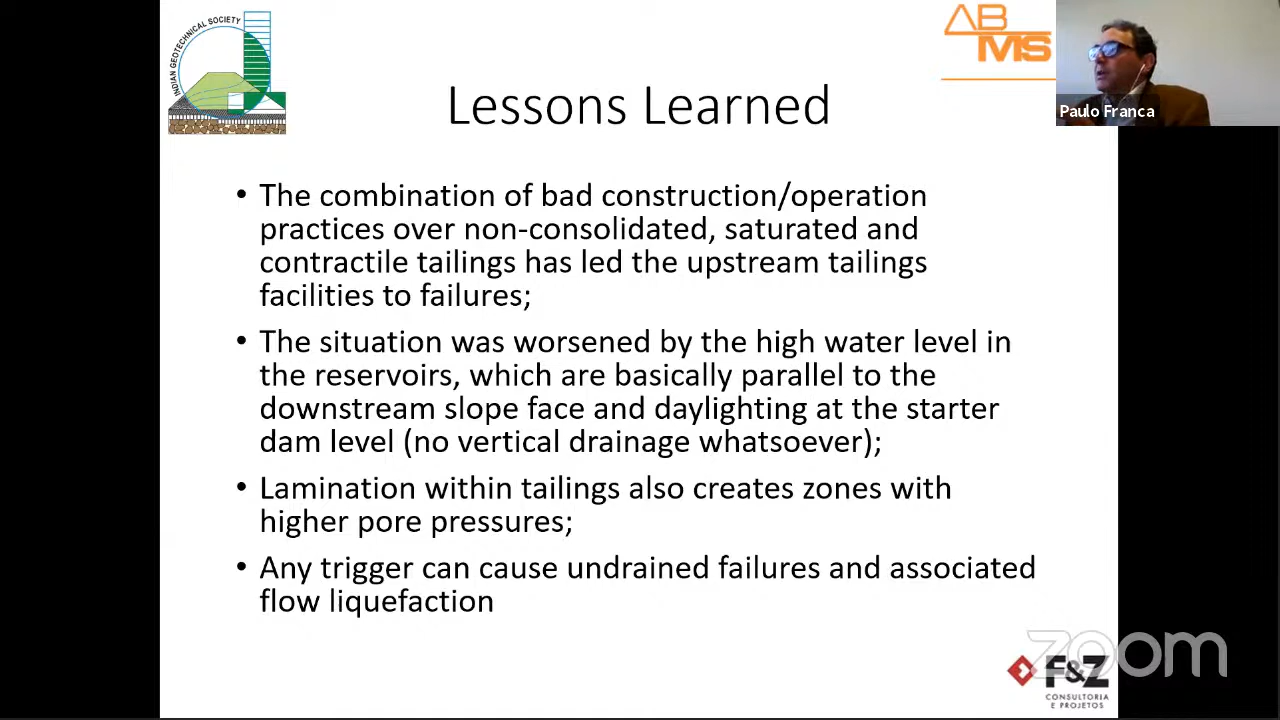 INDIAN GEOTECHNICAL SOCIETY
ABMS
Paulo Franca
Lessons Learned
• The combination of bad construction/operation
practices over non-consolidated, saturated and
contractile tailings has led the upstream tailings
facilities to failures;
• The situation was worsened by the high water level in
the reservoirs, which are basically parallel to the
downstream slope face and daylighting at the starter
dam level (no vertical drainage whatsoever);
• Lamination within tailings also creates zones with
higher pore pressures;
• Any trigger can cause undrained failures and associated
flow liquefaction
zoom
F&Z
CONSULTORIA
E PROJETOS